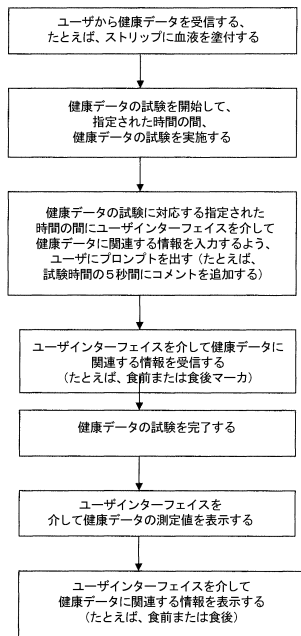 ユーザから健康データを受信する、
たとえば、ストリップに血液を塗付する
健康データの試験を開始して、
指定された時間の間、
健康データの試験を実施する
健康データの試験に対応する指定された
時間の間にユーザインターフェイスを介して
健康データに関連する情報を入力するよう、
ユーザにプロンプトを出す（たとえば、
試験時間の５秒間にコメントを追加する）
ユーザインターフェイスを介して健康データに
関連する情報を受信する
（たとえば、食前または食後マーカ）
健康データの試験を完了する
ユーザインターフェイスを
介して健康データの測定値を表示する
ユーザインターフェイスを介して
健康データに関連する情報を表示する
（たとえば、食前または食後）